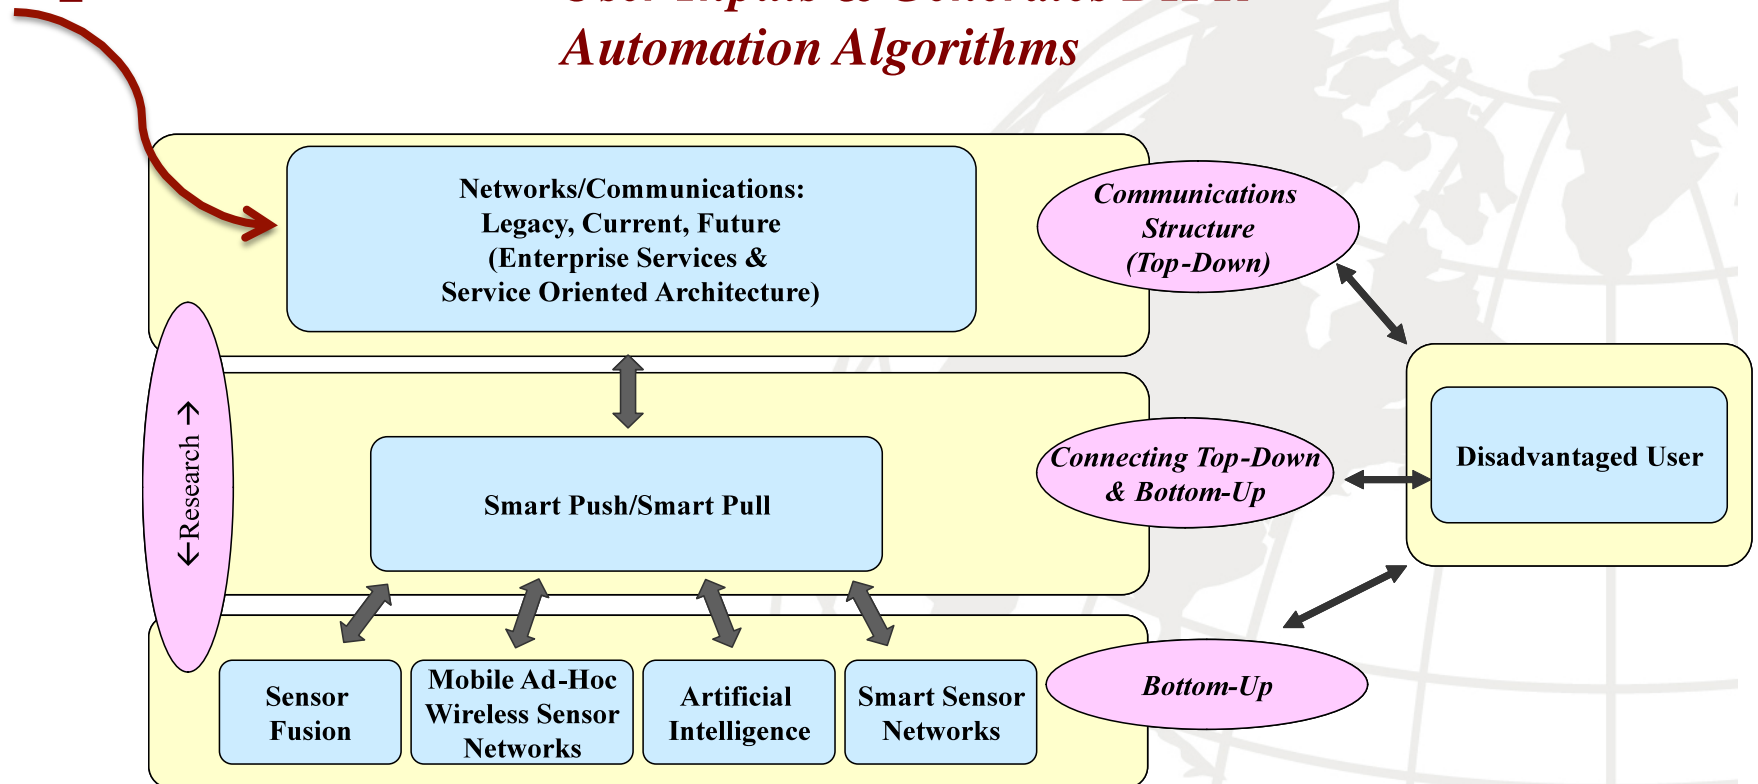 Automation Algorithms
Networks/Communications:
Legacy, Current, Future
(Enterprise Services &
Service Oriented Architecture)
Communications
Structure
(Top-Down)
←Research →
Smart Push/Smart Pull
Connecting Top-Down
& Bottom-Up
Disadvantaged User
Sensor
Fusion
Mobile Ad-Hoc
Wireless Sensor
Networks
Artificial
Intelligence
Smart Sensor
Networks
Bottom-Up